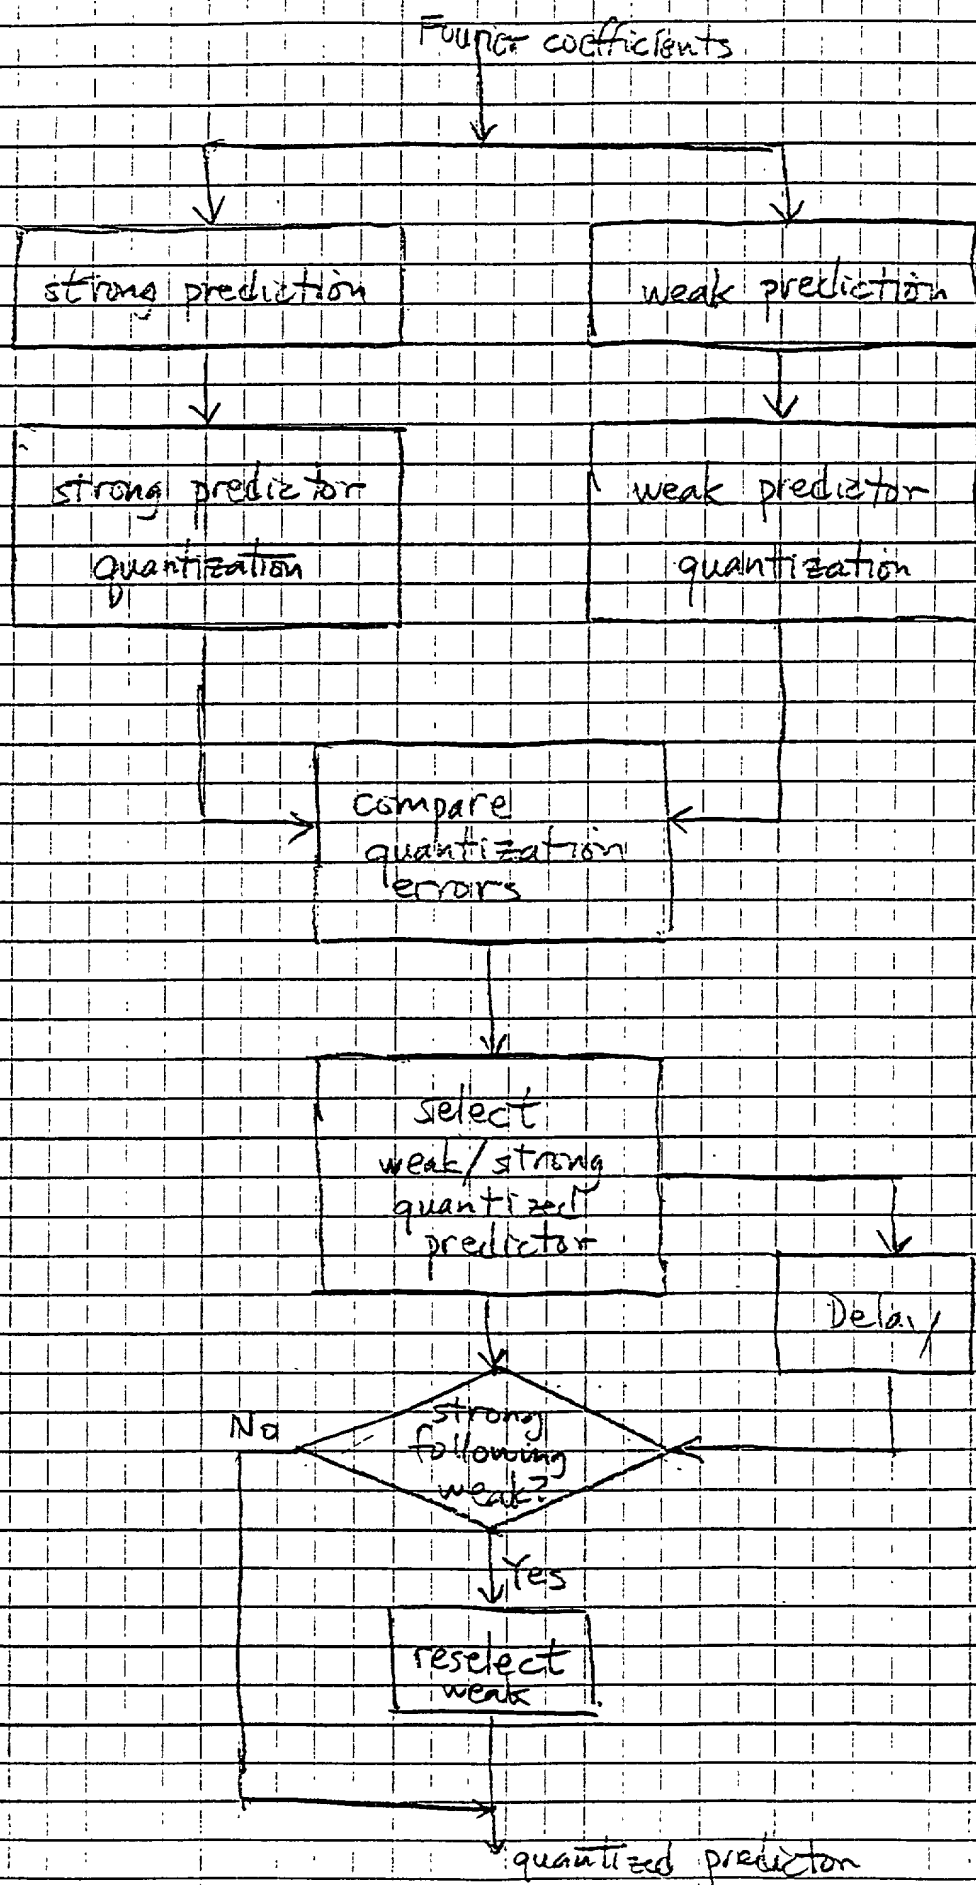 Fourier coefficients
strong prediction
weak prediction
strong predictor
quantization
weak predictor
quantization
compare
quantization
errors
select
weak/strong
quantized
predictor
Delay
strong
following
weak?
No
Yes
reselect
weak
quantized predictor